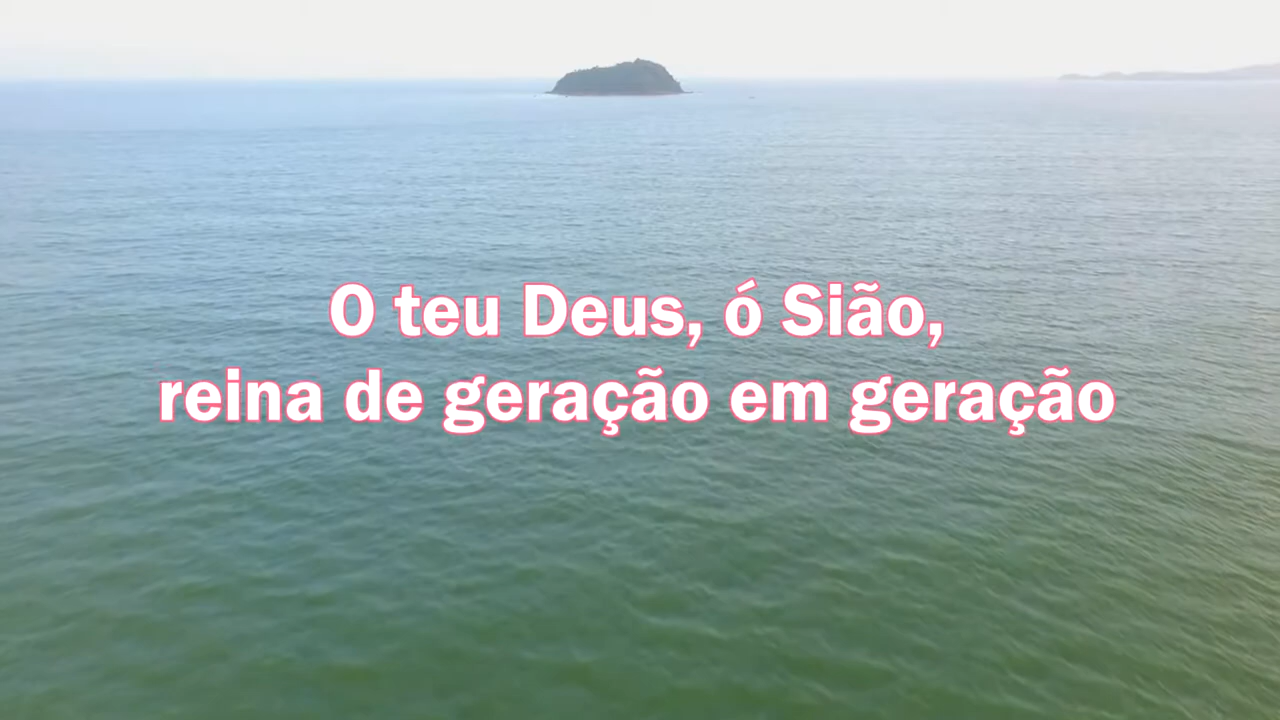 O teu Deus, ó Sião,
reina de geração em geração